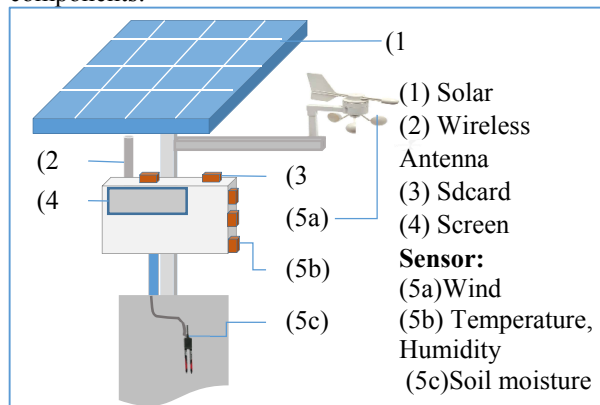 components.
(1
(2
(3
(4
(5a)
(5b)
(5c)
(1) Solar
(2) Wireless
Antenna
(3) Sdcard
(4) Screen
Sensor:
(5a)Wind
(5b) Temperature,
Humidity
(5c)Soil moisture